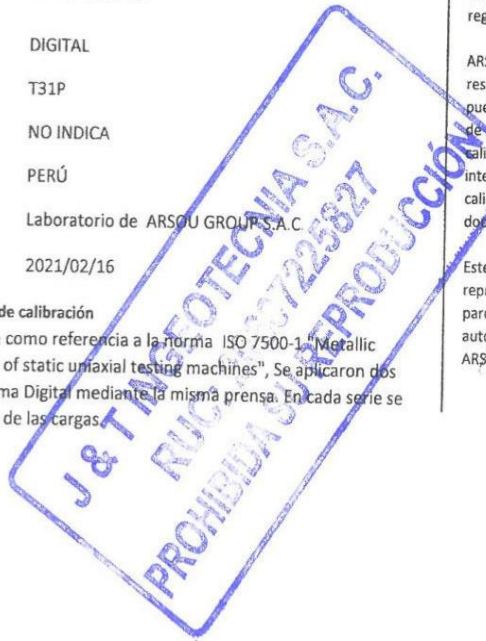 DIGITAL
T31P
NO INDICA
PERÚ
Laboratorio de ARSOU GROUP S.A.C
2021/02/16
de calibración
como referencia a la norma ISO 7500-1 "Metallic
of static uniaxial testing machines", Se aplicaron dos
ma Digital mediante la misma prensa. En cada serie se
de las cargas.
reg
ARS
res
pue
de
cali
inte
cali
doc
Este
repr
parc
auto
ARS
J & T INGEOTECNIA S.A.C.
RUC:
PROHIBIDA SU REPRODUCCIÓN